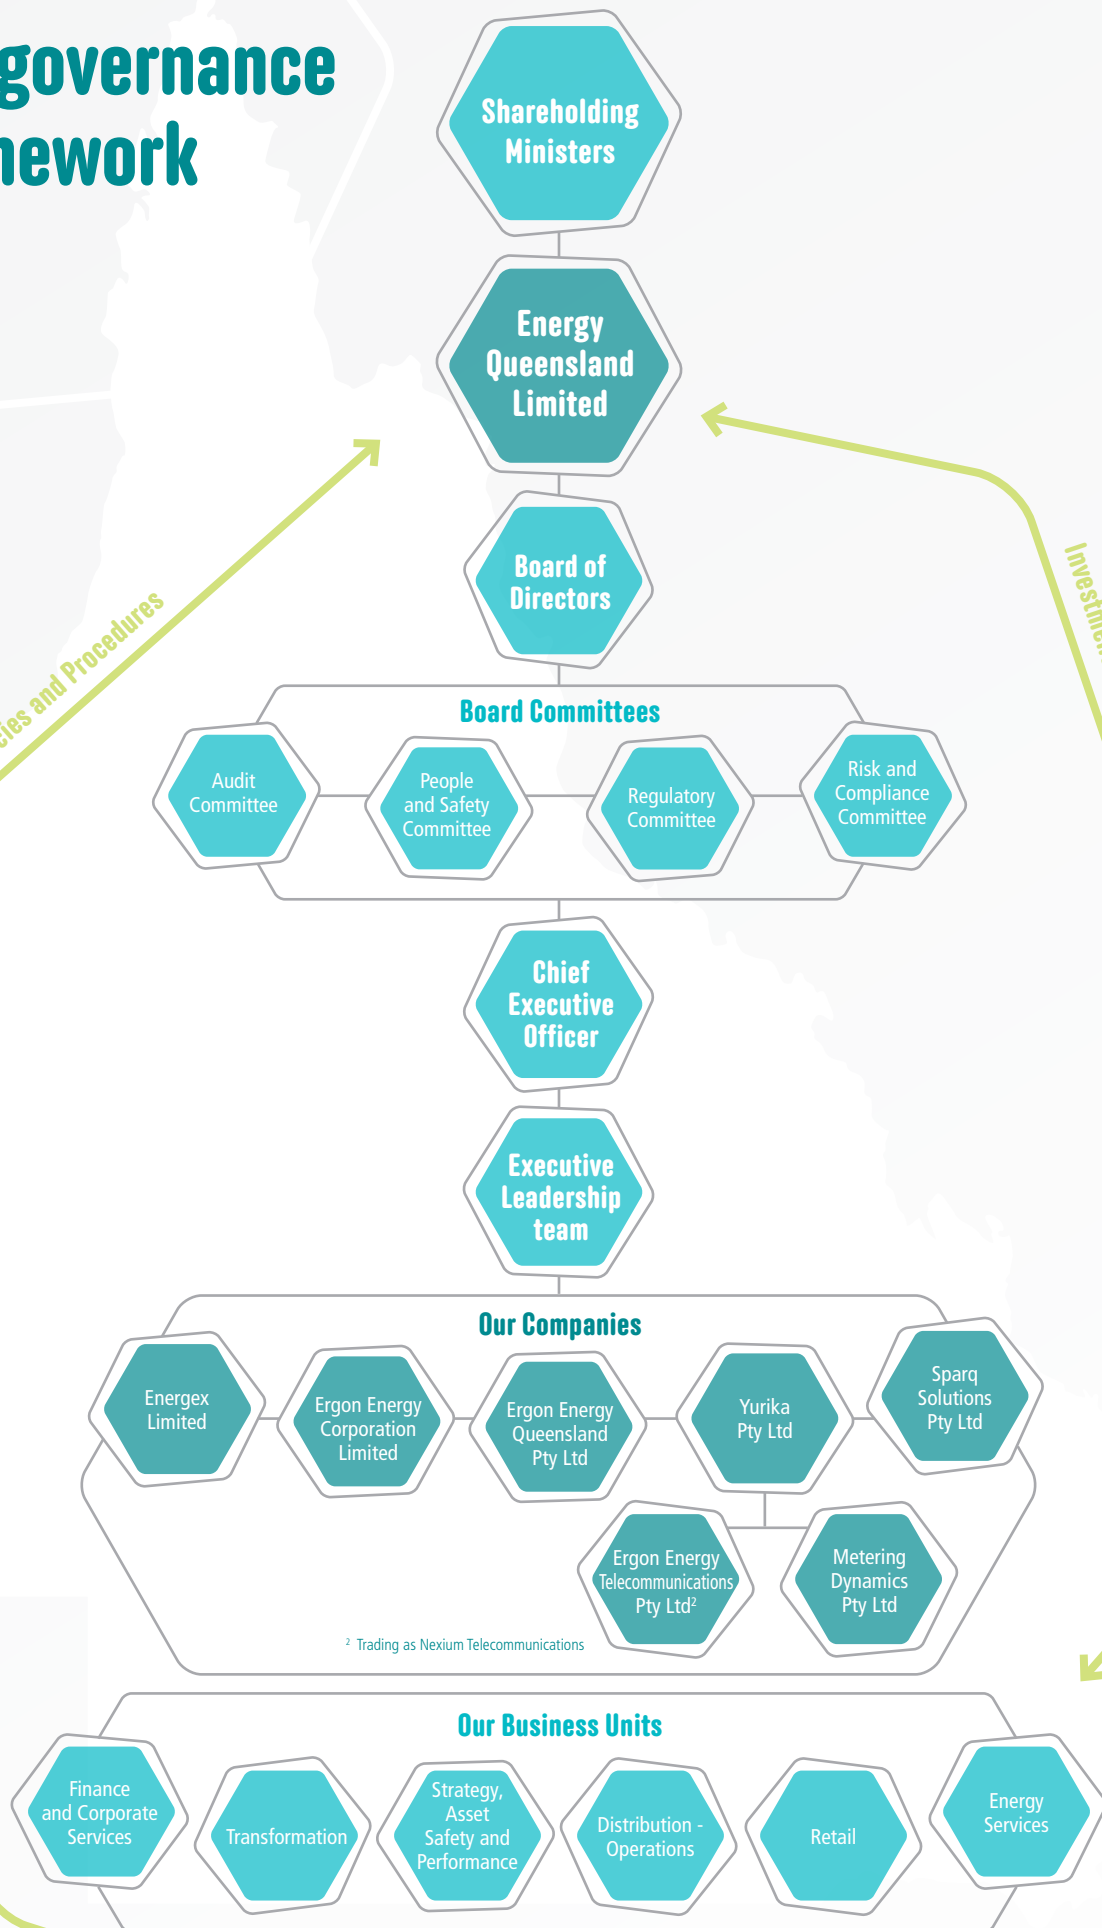 governance
Shareholding
Ministers
Energy
Queensland
Limited
Board of
Directors
and Procedures
Board Committees
Audit
Committee
People
and Safety
Committee
Regulatory
Committee
Risk and
Compliance
Committee
Chief
Executive
Officer
Executive
Leadership
team
Our Companies
Energex
Limited
Ergon Energy
Corporation
Limited
Ergon Energy
Queensland
Pty Ltd
Yurika
Pty Ltd
Sparq
Solutions
Pty Ltd
Ergon Energy
Telecommunications
Pty Ltd²
Metering
Dynamics
Pty Ltd
² Trading as Nexium Telecommunications
Our Business Units
Finance
and Corporate
Services
Transformation
Strategy,
Asset
Safety and
Performance
Distribution -
Operations
Retail
Energy
Services